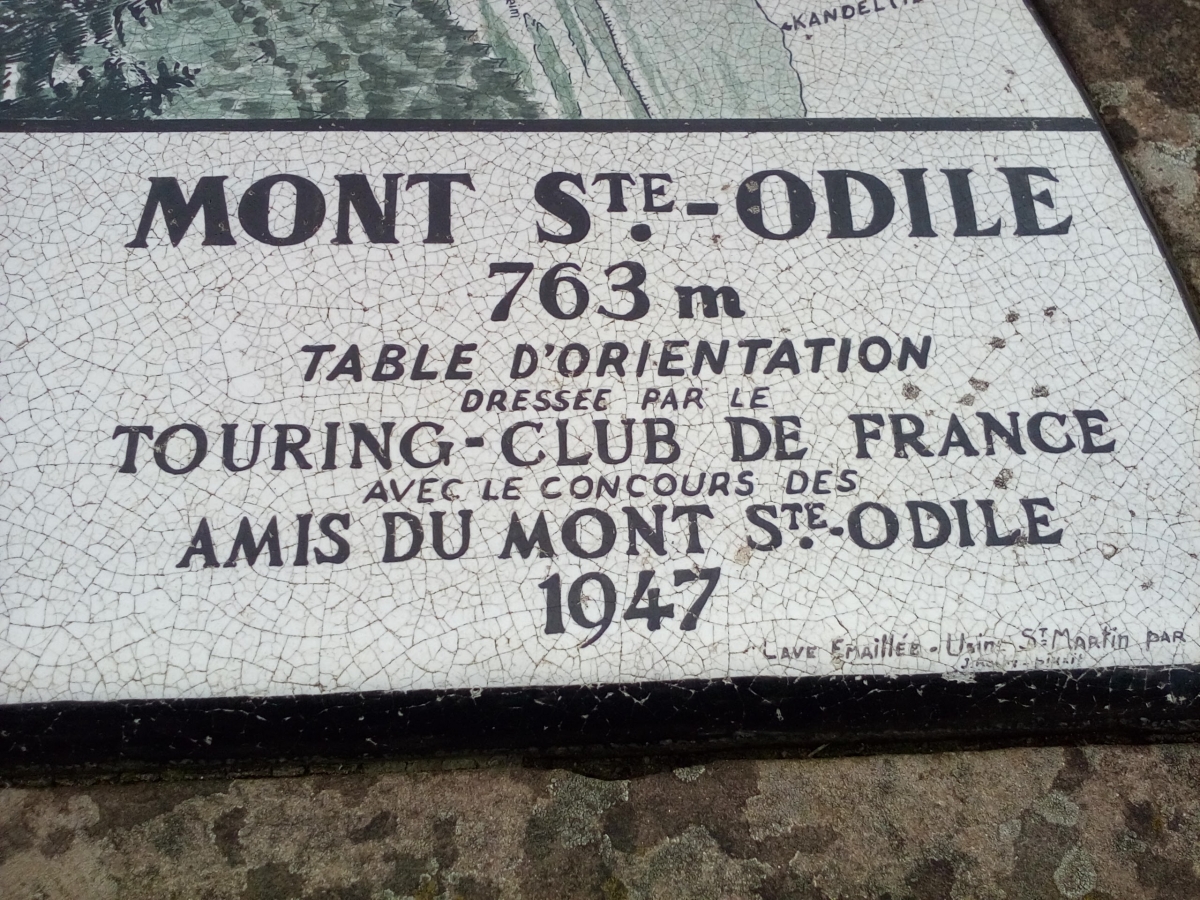 KANDEL
MONT STE.-ODILE
763 m
TABLE D'ORIENTATION
DRESSEE PAR LE
TOURING-CLUB DE FRANCE
AVEC LE CONCOURS DES
AMIS DU MONT STE.-ODILE
1947
LAVE EMAILLÉE - USINE ST MARTIN PAR